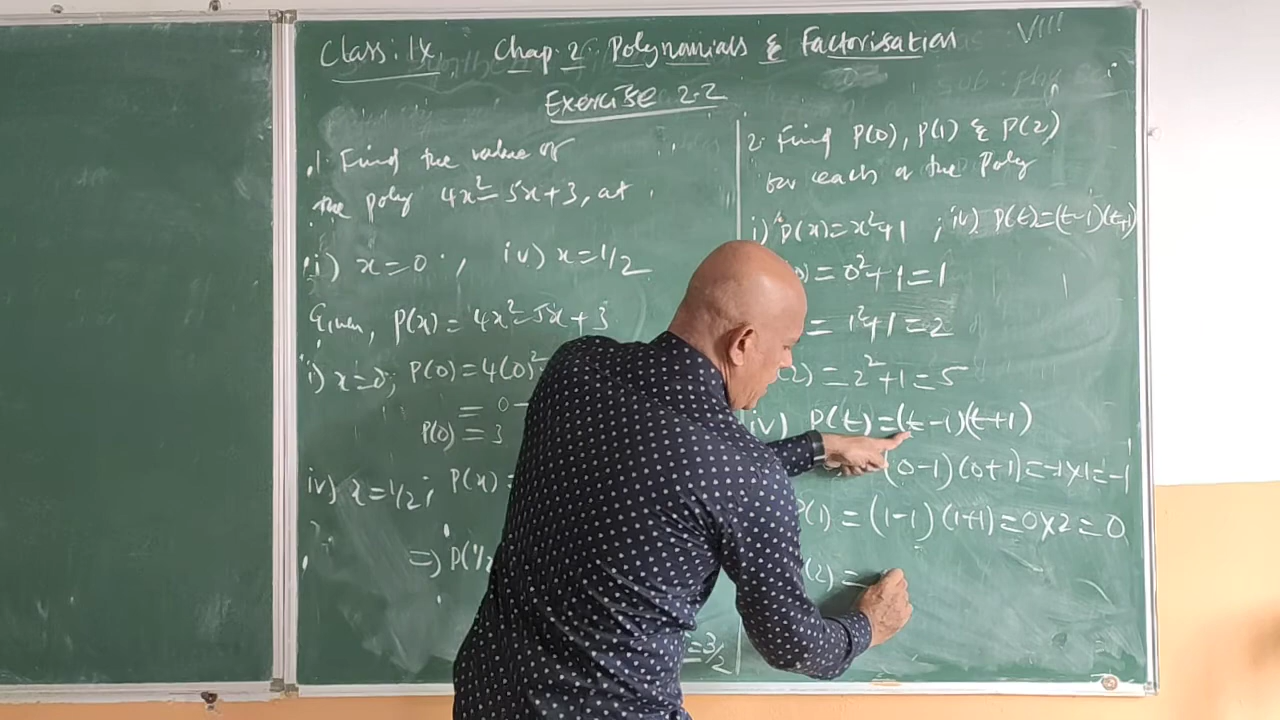 Class: IX, Chap 2: Polynomials & Factorisation VIII
Exercise 2.2
1. Find the value of
the poly 4x²-5x+3, at
i) x=0, iv) x=1/2
Given, P(x) = 4x²-5x+3
i) x=0; P(0)=4(0)²
= 0-
P(0) = 3
iv) x=1/2; P(x) =
=) P(1/2
=3/2
2. Find P(0), P(1) & P(2)
for each of the Poly
i) P(x)=x²+1 ; iv) P(t)=(t-1)(t+1)
0) = 0²+1=1
= 1²+1=2
(2) =2²+1=5
iv) P(t)=(t-1)(t+1)
(0-1)(0+1)=-1x1=-1
P(1) = (1-1)(1+1)=0x2=0
(2) =